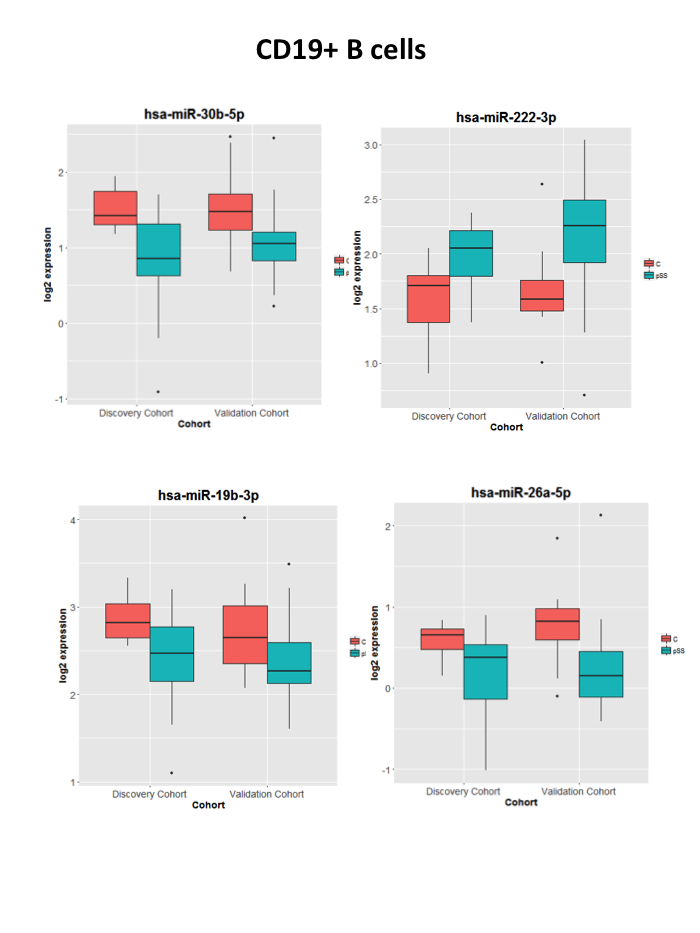 CD19+ B cells
hsa-miR-30b-5p
2
1
0
-1
log2 expression
Discovery Cohort
Validation Cohort
Cohort
hsa-miR-222-3p
3.0
2.5
2.0
1.5
1.0
log2 expression
C
pSS
Discovery Cohort
Validation Cohort
Cohort
hsa-miR-19b-3p
4
3
2
1
log2 expression
C
Discovery Cohort
Validation Cohort
Cohort
hsa-miR-26a-5p
2
1
0
-1
log2 expression
C
pSS
Discovery Cohort
Validation Cohort
Cohort